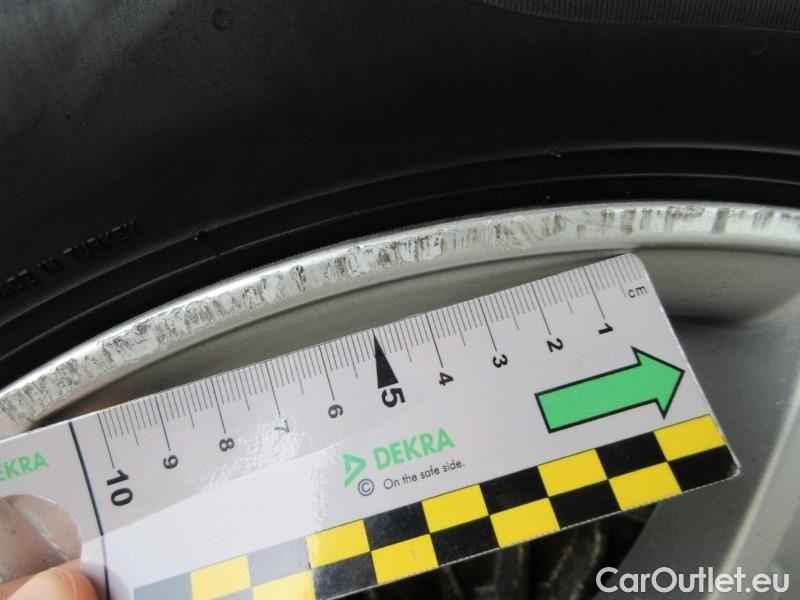 MADE IN TURKEY
cm
1
2
3
4
5
6
7
8
9
10
DEKRA
© On the safe side.
EKRA
CarOutlet.eu